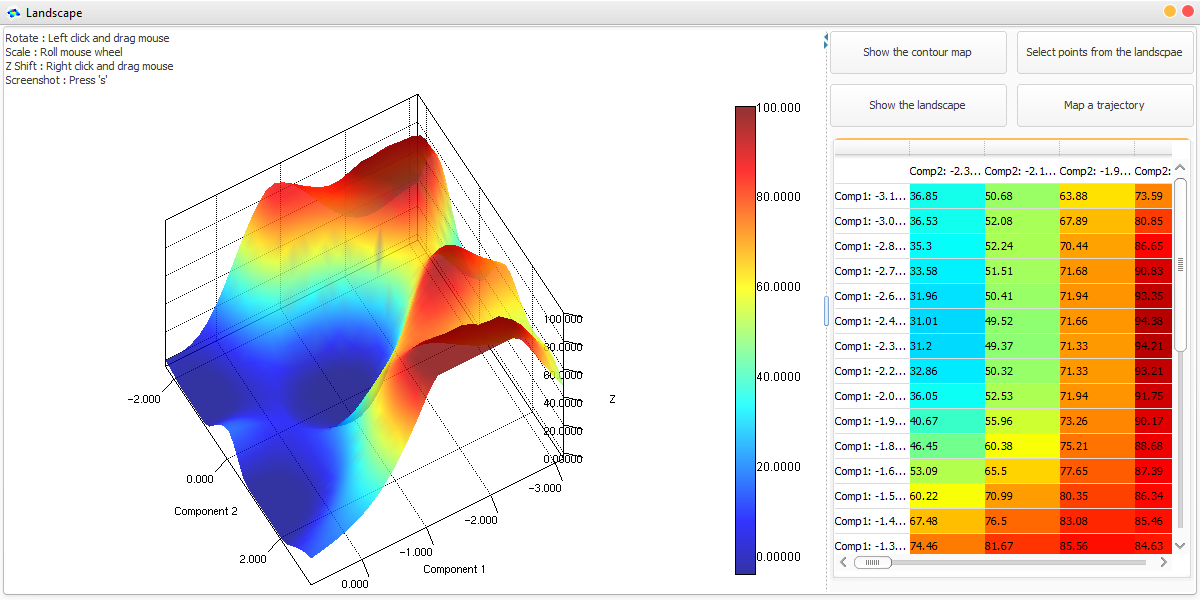 Landscape
Rotate : Left click and drag mouse
Scale : Roll mouse wheel
Z Shift : Right click and drag mouse
Screenshot : Press 's'
100.000
80.0000
60.0000
40.0000
20.0000
0.00000
100.000
80.0000
60.0000
40.0000
20.0000
0.00000
Z
-2.000
0.000
2.000
Component 2
-3.000
-2.000
-1.000
0.000
Component 1
Show the contour map
Select points from the landscpae
Show the landscape
Map a trajectory
Comp2: -2.3... Comp2: -2.1... Comp2: -1.9... Comp2:
Comp1: -3.1... 36.85 50.68 63.88 73.59
Comp1: -3.0... 36.53 52.08 67.89 80.85
Comp1: -2.8... 35.3 52.24 70.44 86.65
Comp1: -2.7... 33.58 51.51 71.68 90.83
Comp1: -2.6... 31.96 50.41 71.94 93.35
Comp1: -2.4... 31.01 49.52 71.66 94.38
Comp1: -2.3... 31.2 49.37 71.33 94.21
Comp1: -2.2... 32.86 50.32 71.33 93.21
Comp1: -2.0... 36.05 52.53 71.94 91.75
Comp1: -1.9... 40.67 55.96 73.26 90.17
Comp1: -1.8... 46.45 60.38 75.21 88.68
Comp1: -1.6... 53.09 65.5 77.65 87.39
Comp1: -1.5... 60.22 70.99 80.35 86.34
Comp1: -1.4... 67.48 76.5 83.08 85.46
Comp1: -1.3... 74.46 81.67 85.56 84.63